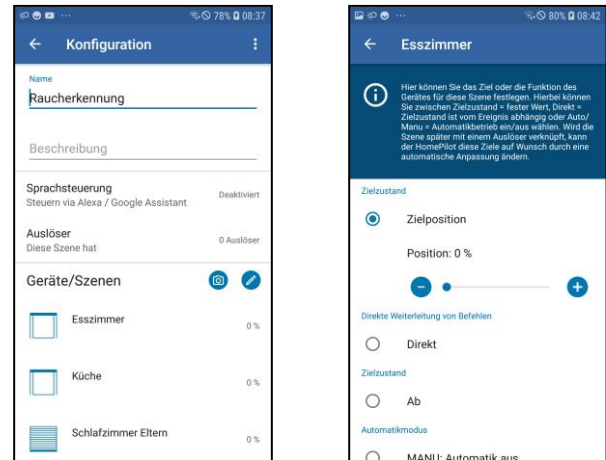 78% 08:37
Konfiguration
Name
Raucherkennung
Beschreibung
Sprachsteuerung
Steuern via Alexa / Google Assistant
Deaktiviert
Auslöser
Diese Szene hat
0 Auslöser
Geräte/Szenen
Esszimmer
0 %
Küche
0 %
Schlafzimmer Eltern
0 %
80% 08:42
Esszimmer
Hier können Sie das Ziel oder die Funktion des
Gerätes für diese Szene festlegen. Hierbei können
Sie zwischen Zielzustand = fester Wert, Direkt =
Zielzustand ist vom Ereignis abhängig oder Auto/
Manu = Automatikbetrieb ein/aus wählen. Wird die
Szene später mit einem Auslöser verknüpft, kann
der HomePilot diese Ziele auf Wunsch durch eine
automatische Anpassung ändern.
Zielzustand
Zielposition
Position: 0 %
Direkte Weiterleitung von Befehlen
Direkt
Zielzustand
Ab
Automatikmodus
MANU: Automatik aus